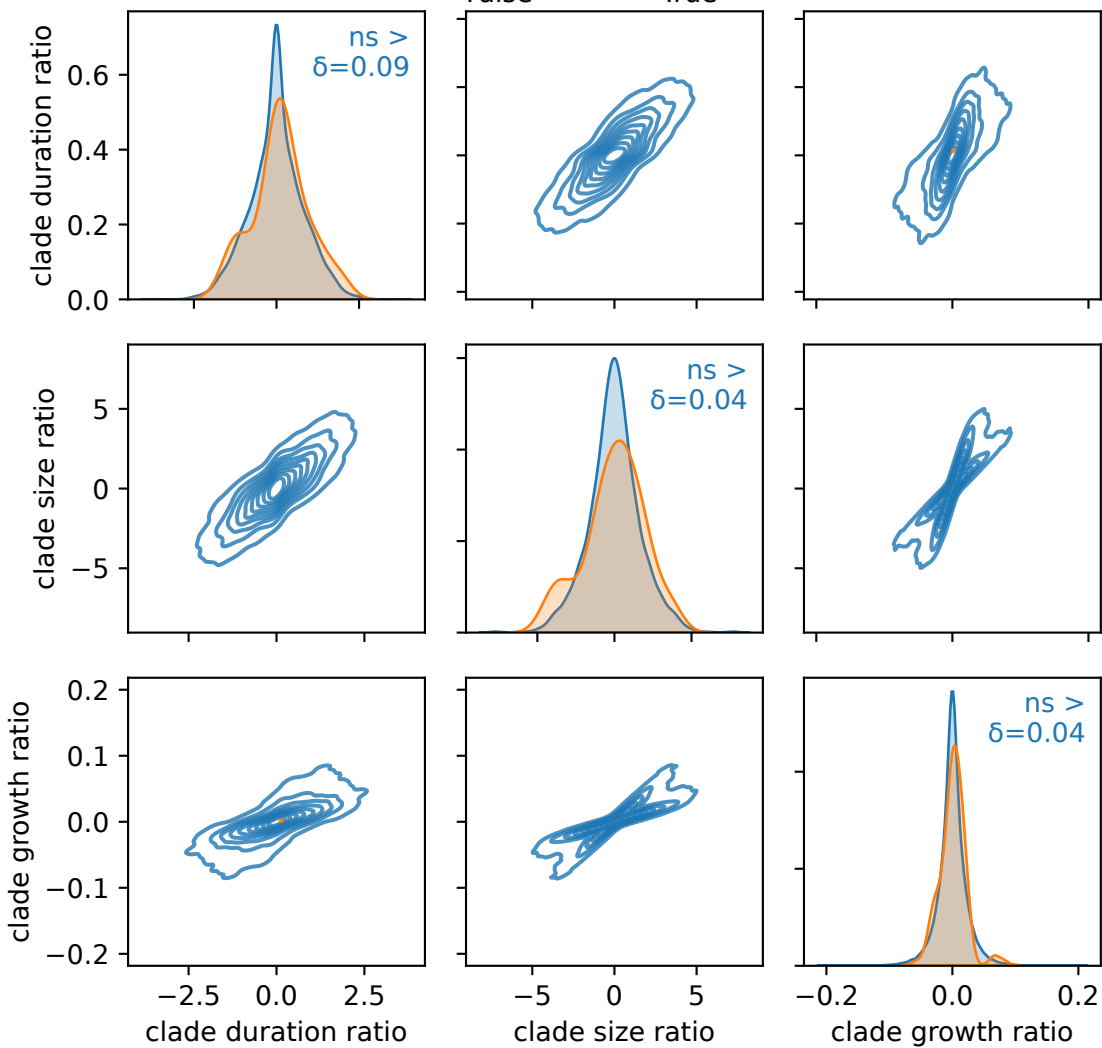 False True
clade duration ratio
0.6
0.4
0.2
0.0
ns >
δ=0.09
clade size ratio
5
0
−5
ns >
δ=0.04
clade growth ratio
0.2
0.1
0.0
−0.1
−0.2
ns >
δ=0.04
−2.5 0.0 2.5
−5 0 5
−0.2 0.0 0.2
clade duration ratio
clade size ratio
clade growth ratio